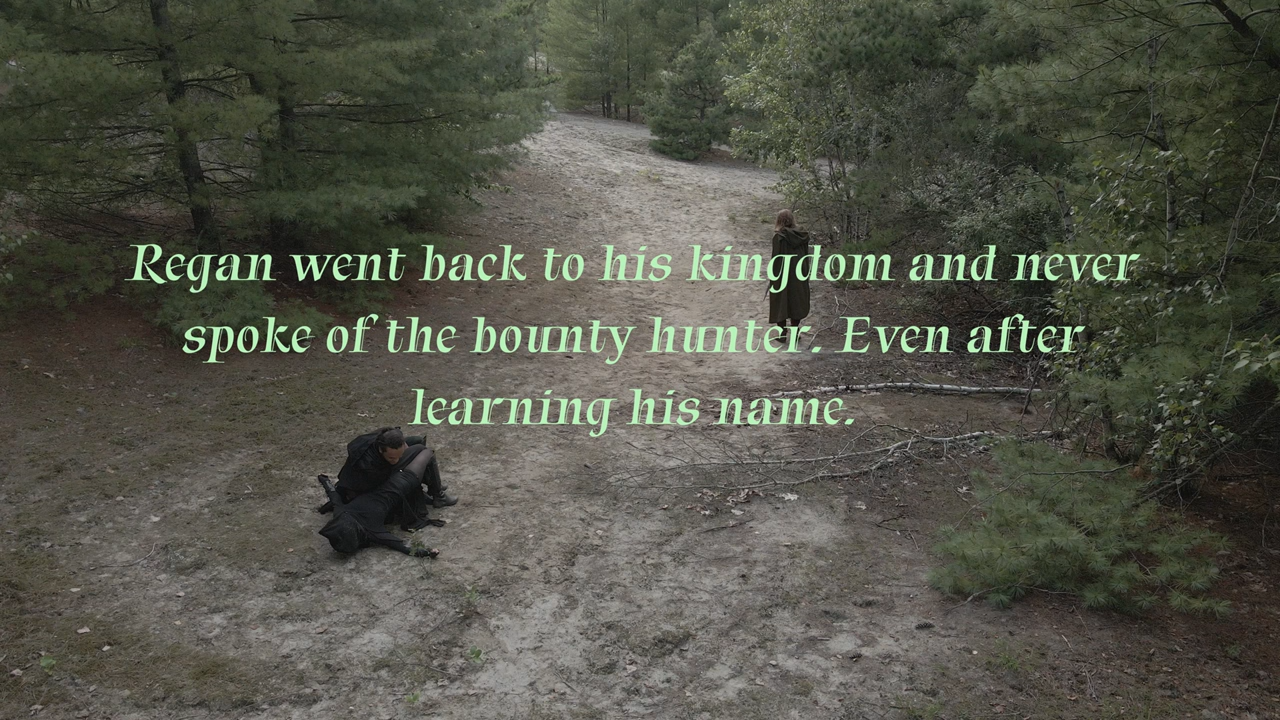 Regan went back to his kingdom and never
spoke of the bounty hunter. Even after
learning his name.